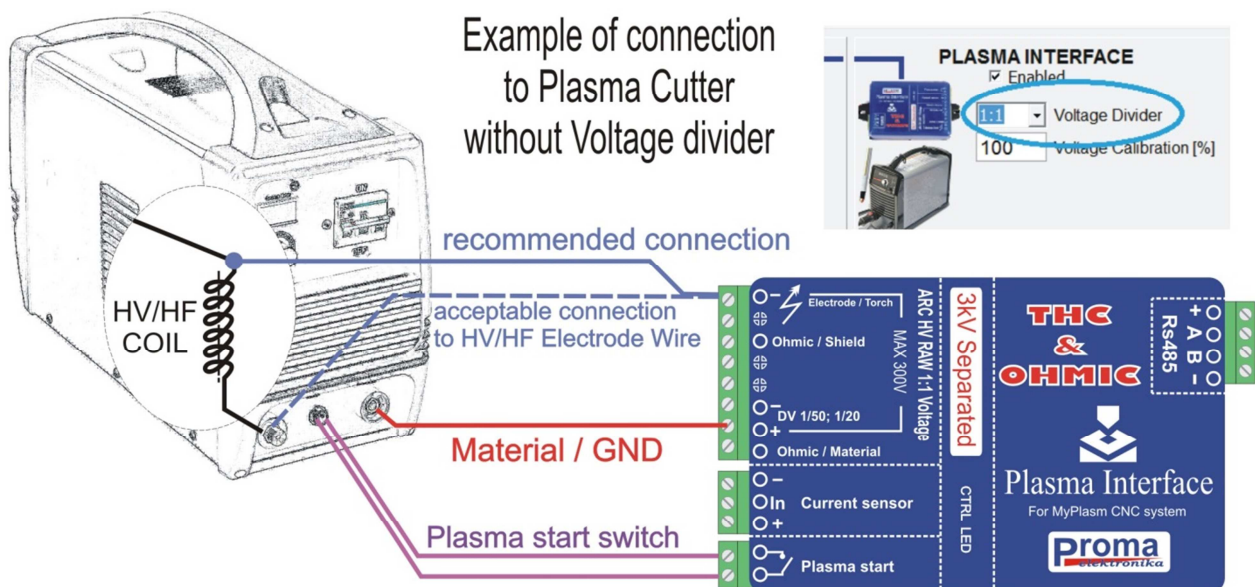 Example of connection
to Plasma Cutter
without Voltage divider
PLASMA INTERFACE
Enabled
1:1 Voltage Divider
100 Voltage Calibration [%]
recommended connection
acceptable connection
to HV/HF Electrode Wire
HV/HF
COIL
Material / GND
Plasma start switch
− Electrode / Torch
Ohmic / Shield
−
DV 1/50; 1/20
+
Ohmic / Material
ARC HV RAW 1:1 Voltage
MAX 300V
3kV Separated
− 
In Current sensor
+
CTRL LED
Plasma start
THC
&
OHMIC
Rs485
+ A B −
Plasma Interface
For MyPlasm CNC system
Proma
elektronika